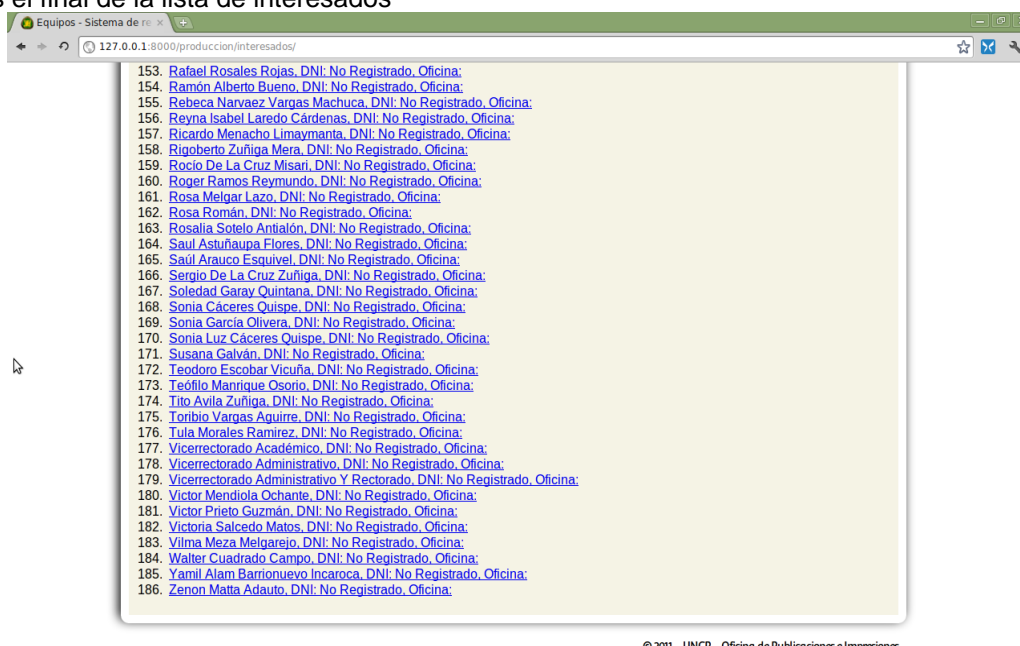 s el final de la lista de interesados
Equipos - Sistema de re
127.0.0.1:8000/produccion/interesados/
153. Rafael Rosales Rojas, DNI: No Registrado, Oficina:
154. Ramón Alberto Bueno, DNI: No Registrado, Oficina:
155. Rebeca Narvaez Vargas Machuca, DNI: No Registrado, Oficina:
156. Reyna Isabel Laredo Cárdenas, DNI: No Registrado, Oficina:
157. Ricardo Menacho Limaymanta, DNI: No Registrado, Oficina:
158. Rigoberto Zuñiga Mera, DNI: No Registrado, Oficina:
159. Rocío De La Cruz Misari, DNI: No Registrado, Oficina:
160. Roger Ramos Reymundo, DNI: No Registrado, Oficina:
161. Rosa Melgar Lazo, DNI: No Registrado, Oficina:
162. Rosa Román, DNI: No Registrado, Oficina:
163. Rosalia Sotelo Antialón, DNI: No Registrado, Oficina:
164. Saul Astuñaupa Flores, DNI: No Registrado, Oficina:
165. Saúl Arauco Esquivel, DNI: No Registrado, Oficina:
166. Sergio De La Cruz Zuñiga, DNI: No Registrado, Oficina:
167. Soledad Garay Quintana, DNI: No Registrado, Oficina:
168. Sonia Cáceres Quispe, DNI: No Registrado, Oficina:
169. Sonia García Olivera, DNI: No Registrado, Oficina:
170. Sonia Luz Cáceres Quispe, DNI: No Registrado, Oficina:
171. Susana Galván, DNI: No Registrado, Oficina:
172. Teodoro Escobar Vicuña, DNI: No Registrado, Oficina:
173. Teófilo Manrique Osorio, DNI: No Registrado, Oficina:
174. Tito Avila Zuñiga, DNI: No Registrado, Oficina:
175. Toribio Vargas Aguirre, DNI: No Registrado, Oficina:
176. Tula Morales Ramirez, DNI: No Registrado, Oficina:
177. Vicerrectorado Académico, DNI: No Registrado, Oficina:
178. Vicerrectorado Administrativo, DNI: No Registrado, Oficina:
179. Vicerrectorado Administrativo Y Rectorado, DNI: No Registrado, Oficina:
180. Victor Mendiola Ochante, DNI: No Registrado, Oficina:
181. Victor Prieto Guzmán, DNI: No Registrado, Oficina:
182. Victoria Salcedo Matos, DNI: No Registrado, Oficina:
183. Vilma Meza Melgarejo, DNI: No Registrado, Oficina:
184. Walter Cuadrado Campo, DNI: No Registrado, Oficina:
185. Yamil Alam Barrionuevo Incaroca, DNI: No Registrado, Oficina:
186. Zenon Matta Adauto, DNI: No Registrado, Oficina:
© 2011 - UNCP - Oficina de Publicaciones e Impresiones